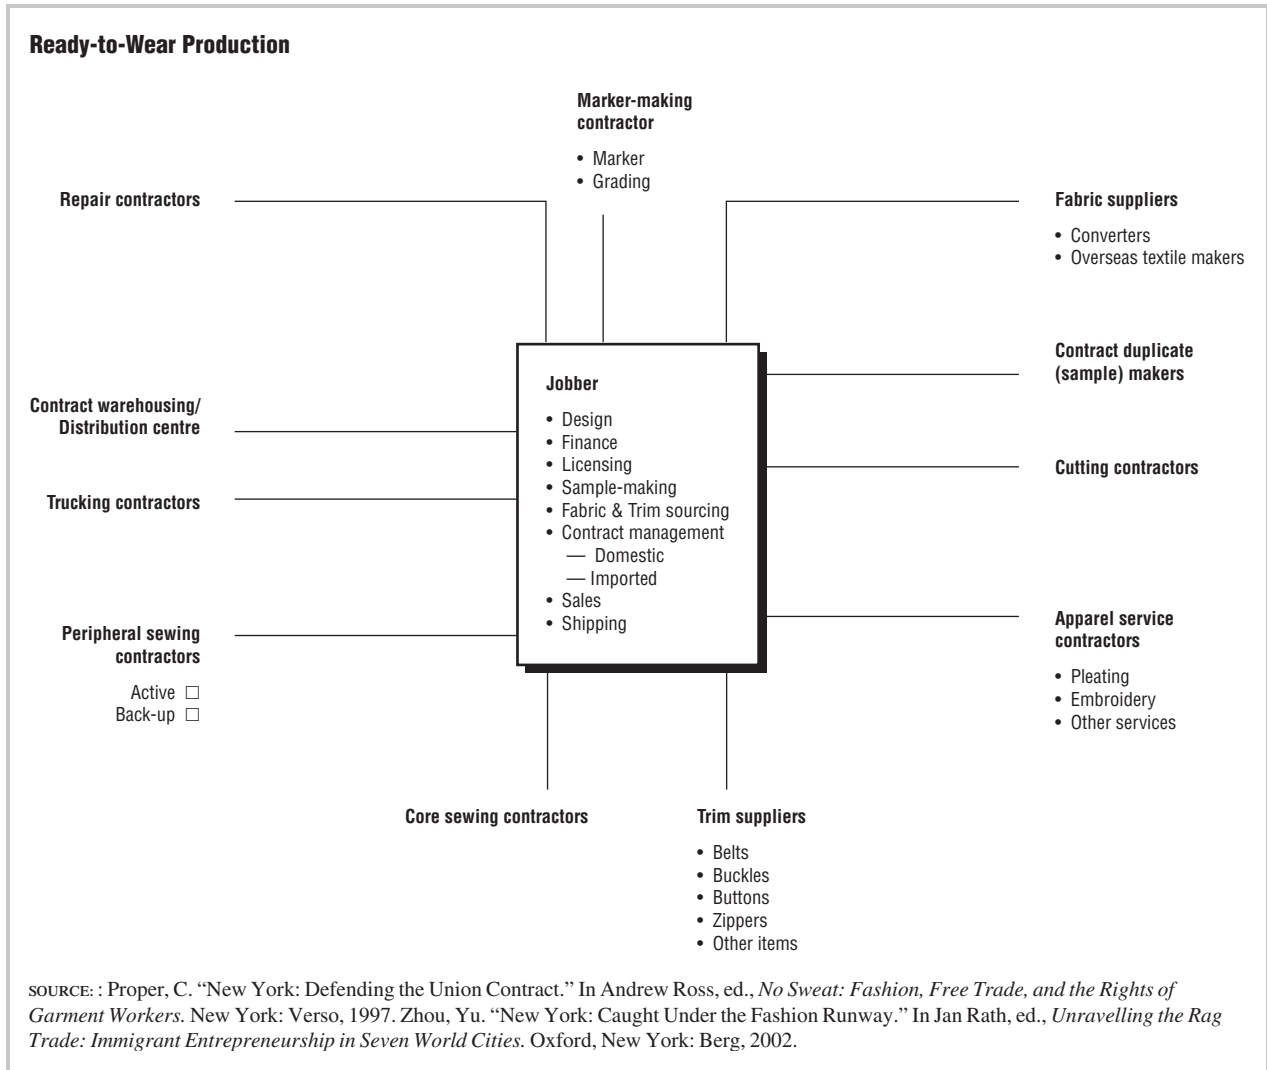 Ready-to-Wear Production
Marker-making
contractor
• Marker
• Grading
Repair contractors
Fabric suppliers
• Converters
• Overseas textile makers
Contract duplicate
(sample) makers
Jobber
• Design
• Finance
• Licensing
• Sample-making
• Fabric & Trim sourcing
• Contract management
— Domestic
— Imported
• Sales
• Shipping
Contract warehousing/
Distribution centre
Cutting contractors
Trucking contractors
Apparel service
contractors
• Pleating
• Embroidery
• Other services
Peripheral sewing
contractors
Active □
Back-up □
Core sewing contractors
Trim suppliers
• Belts
• Buckles
• Buttons
• Zippers
• Other items
SOURCE: : Proper, C. “New York: Defending the Union Contract.” In Andrew Ross, ed., No Sweat: Fashion, Free Trade, and the Rights of
Garment Workers. New York: Verso, 1997. Zhou, Yu. “New York: Caught Under the Fashion Runway.” In Jan Rath, ed., Unravelling the Rag
Trade: Immigrant Entrepreneurship in Seven World Cities. Oxford, New York: Berg, 2002.